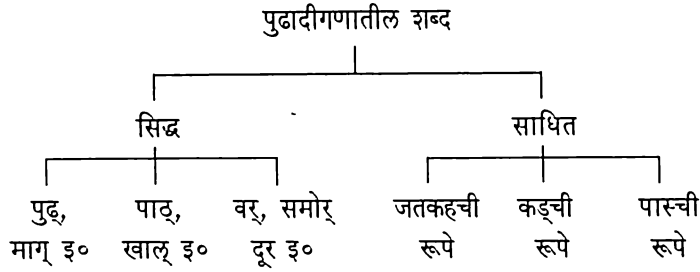 पुढादीगणातील शब्द
सिद्ध साधित
पुढ्, पाठ्, वर्, समोर् जतकहची कड्ची पास्ची
माग् इ० खाल् इ० दूर इ० रूपे रूपे रूपे